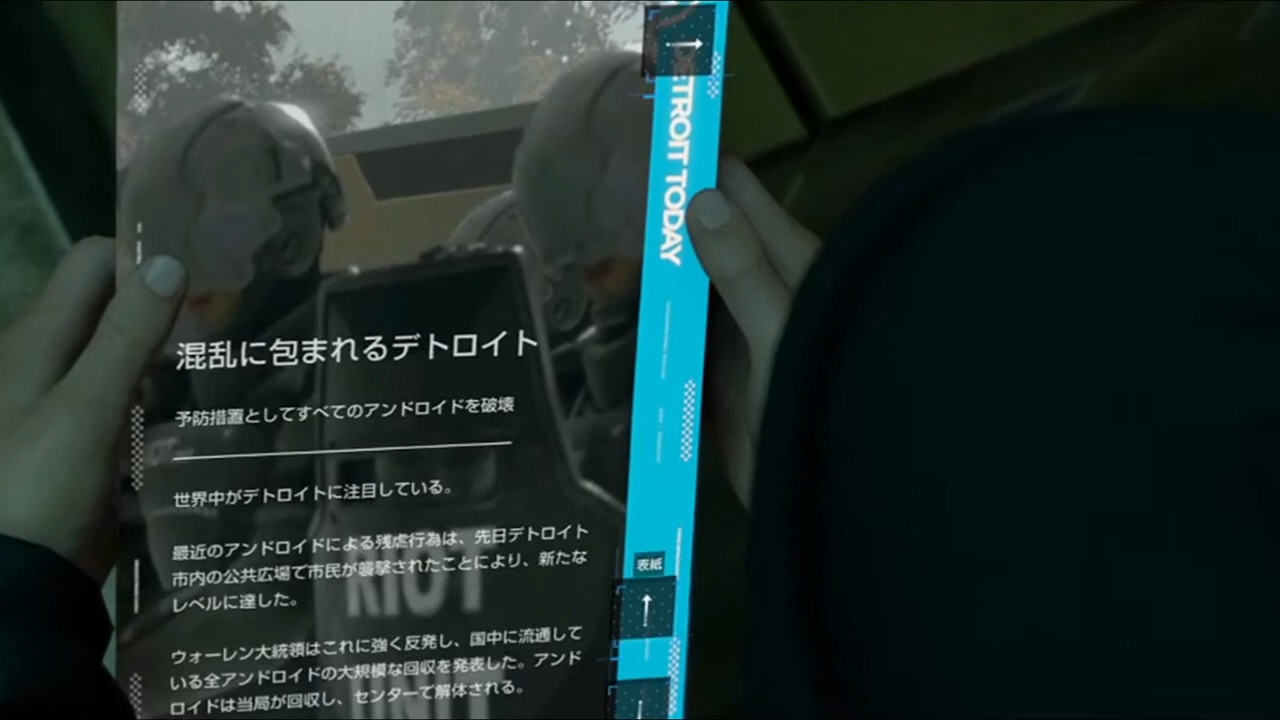 DETROIT TODAY
混乱に包まれるデトロイト
予防措置としてすべてのアンドロイドを破壊
世界中がデトロイトに注目している。
最近のアンドロイドによる残虐行為は、先日デトロイト
市内の公共広場で市民が襲撃されたことにより、新たな
レベルに達した。
ウォーレン大統領はこれに強く反発し、国中に流通して
いる全アンドロイドの大規模な回収を発表した。アンド
ロイドは当局が回収し、センターで解体される。
RIOT
UNIT
表紙